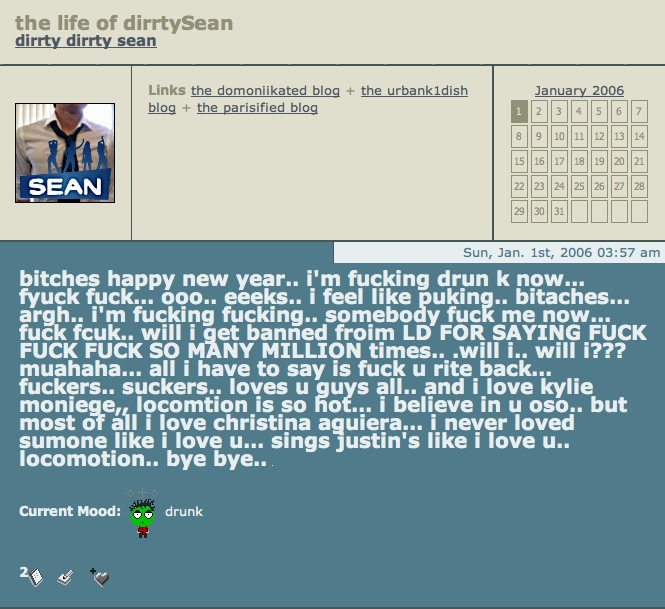 the life of dirrtySean
dirrty dirrty sean
SEAN
Links the domoniikated blog + the urbank1dish
blog + the parisified blog
January 2006
1 2 3 4 5 6 7
8 9 10 11 12 13 14
15 16 17 18 19 20 21
22 23 24 25 26 27 28
29 30 31
Sun, Jan. 1st, 2006 03:57 am
bitches happy new year.. i'm fucking drun k now...
fyuck fuck... ooo.. eeeks.. i feel like puking.. bitaches...
argh.. i'm fucking fucking.. somebody fuck me now...
fuck fcuk.. will i get banned froim LD FOR SAYING FUCK
FUCK FUCK SO MANY MILLION times.. .will i.. will i???
muahaha... all i have to say is fuck u rite back...
fuckers.. suckers.. loves u guys all.. and i love kylie
moniege,, locomtion is so hot... i believe in u oso.. but
most of all i love christina aguiera... i never loved
sumone like i love u... sings justin's like i love u..
locomotion.. bye bye.. .
Current Mood: drunk
2